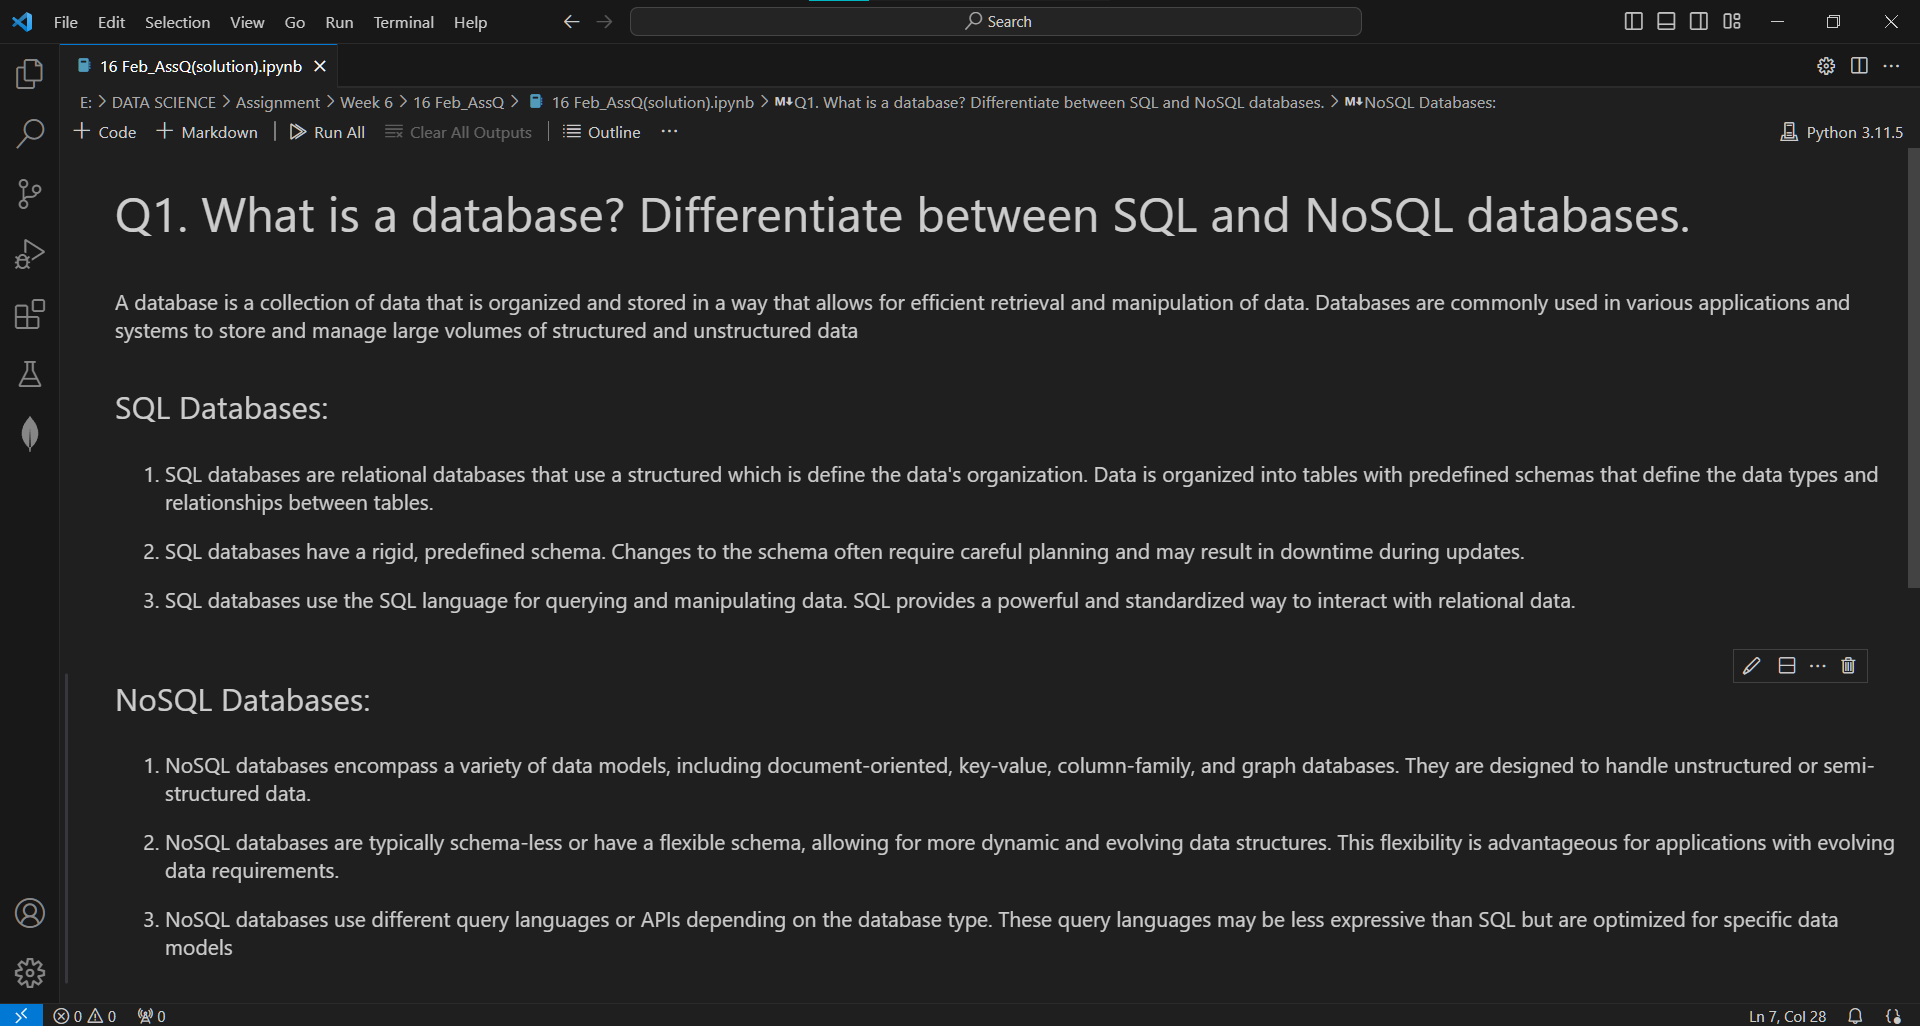 File Edit Selection View Go Run Terminal Help
Search
16 Feb_AssQ(solution).ipynb
E: > DATA SCIENCE > Assignment > Week 6 > 16 Feb_AssQ > 16 Feb_AssQ(solution).ipynb > M↓Q1. What is a database? Differentiate between SQL and NoSQL databases. > M↓NoSQL Databases:
+ Code + Markdown | Run All Clear All Outputs | Outline ···
Python 3.11.5
Q1. What is a database? Differentiate between SQL and NoSQL databases.
A database is a collection of data that is organized and stored in a way that allows for efficient retrieval and manipulation of data. Databases are commonly used in various applications and
systems to store and manage large volumes of structured and unstructured data
SQL Databases:
1. SQL databases are relational databases that use a structured which is define the data's organization. Data is organized into tables with predefined schemas that define the data types and
relationships between tables.
2. SQL databases have a rigid, predefined schema. Changes to the schema often require careful planning and may result in downtime during updates.
3. SQL databases use the SQL language for querying and manipulating data. SQL provides a powerful and standardized way to interact with relational data.
NoSQL Databases:
1. NoSQL databases encompass a variety of data models, including document-oriented, key-value, column-family, and graph databases. They are designed to handle unstructured or semi-
structured data.
2. NoSQL databases are typically schema-less or have a flexible schema, allowing for more dynamic and evolving data structures. This flexibility is advantageous for applications with evolving
data requirements.
3. NoSQL databases use different query languages or APIs depending on the database type. These query languages may be less expressive than SQL but are optimized for specific data
models
0 0 0
Ln 7, Col 28